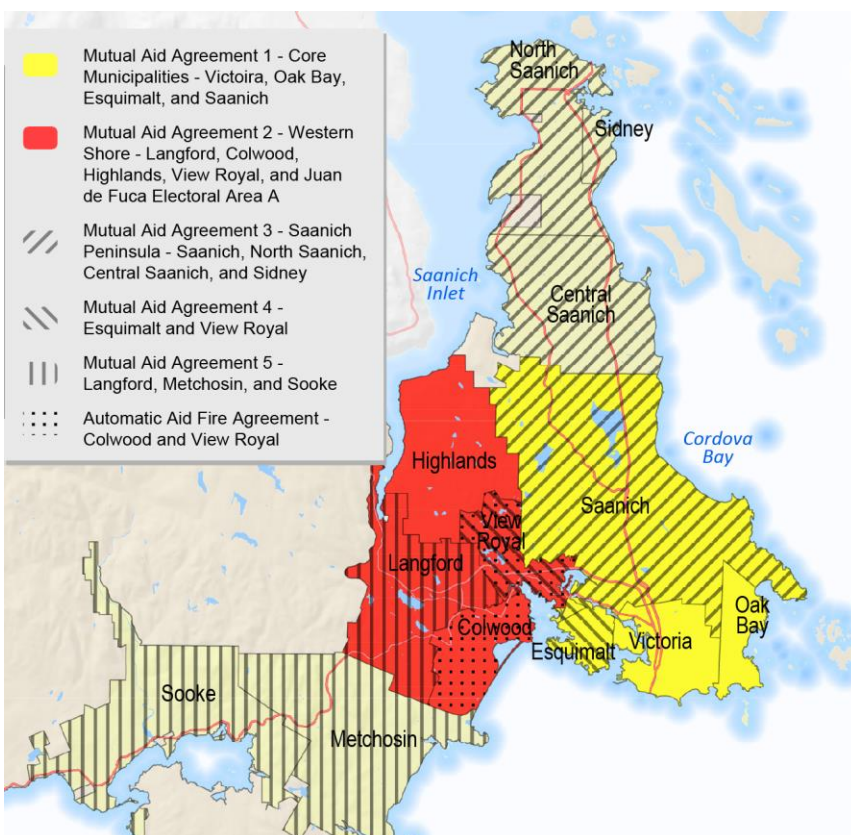 Mutual Aid Agreement 1 - Core
Municipalities - Victoira, Oak Bay,
Esquimalt, and Saanich
Mutual Aid Agreement 2 - Western
Shore - Langford, Colwood,
Highlands, View Royal, and Juan
de Fuca Electoral Area A
Mutual Aid Agreement 3 - Saanich
Peninsula - Saanich, North Saanich,
Central Saanich, and Sidney
Mutual Aid Agreement 4 -
Esquimalt and View Royal
Mutual Aid Agreement 5 -
Langford, Metchosin, and Sooke
Automatic Aid Fire Agreement -
Colwood and View Royal
North
Saanich
Sidney
Saanich
Inlet
Central
Saanich
Cordova
Bay
Highlands
Saanich
View
Royal
Langford
Oak
Bay
Colwood
Esquimalt
Victoria
Sooke
Metchosin